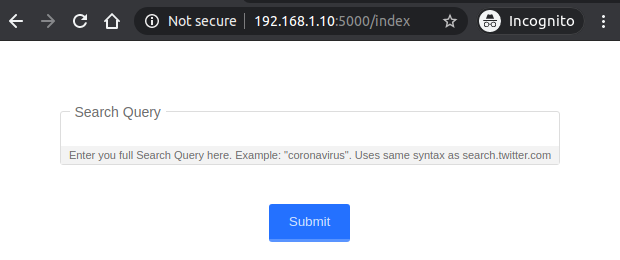 Not secure | 192.168.1.10:5000/index Incognito
Search Query
Enter you full Search Query here. Example: "coronavirus". Uses same syntax as search.twitter.com
Submit